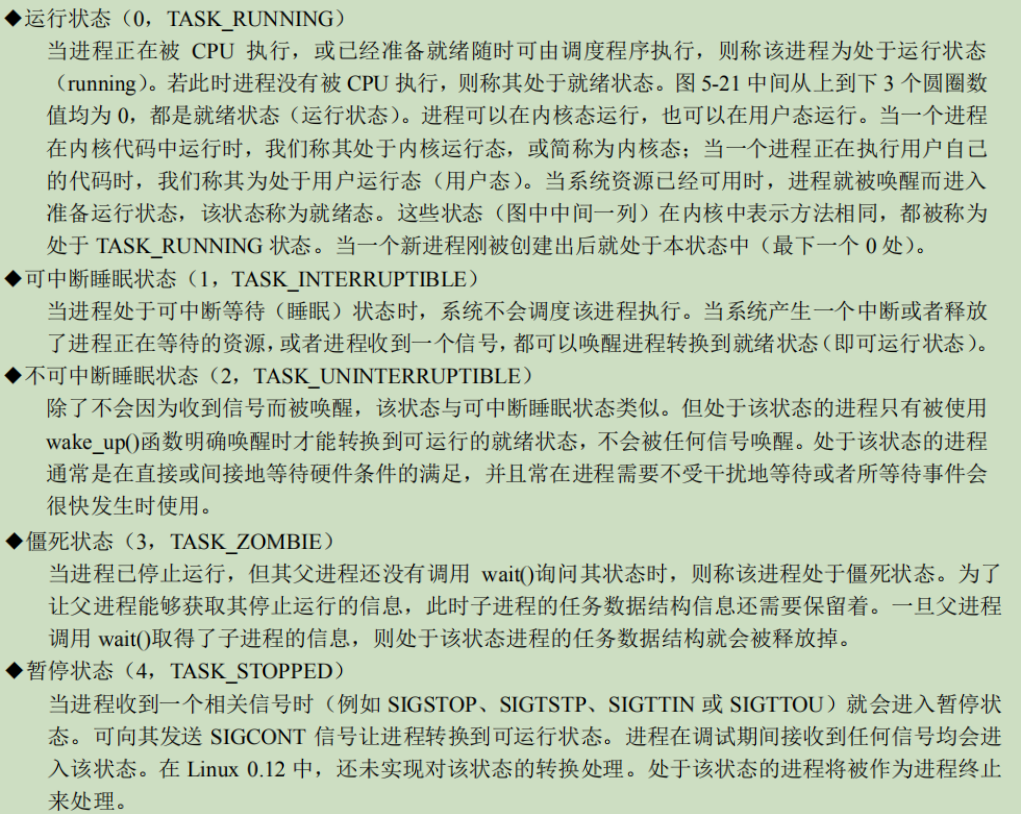 ◆运行状态（0，TASK_RUNNING）
当进程正在被 CPU 执行，或已经准备就绪随时可由调度程序执行，则称该进程为处于运行状态
（running）。若此时进程没有被 CPU 执行，则称其处于就绪状态。图 5-21 中间从上到下 3 个圆圈数
值均为 0，都是就绪状态（运行状态）。进程可以在内核态运行，也可以在用户态运行。当一个进程
在内核代码中运行时，我们称其处于内核运行态，或简称为内核态；当一个进程正在执行用户自己
的代码时，我们称其为处于用户运行态（用户态）。当系统资源已经可用时，进程就被唤醒而进入
准备运行状态，该状态称为就绪态。这些状态（图中中间一列）在内核中表示方法相同，都被称为
处于 TASK_RUNNING 状态。当一个新进程刚被创建出后就处于本状态中（最下一个 0 处）。
◆可中断睡眠状态（1，TASK_INTERRUPTIBLE）
当进程处于可中断等待（睡眠）状态时，系统不会调度该进程执行。当系统产生一个中断或者释放
了进程正在等待的资源，或者进程收到一个信号，都可以唤醒进程转换到就绪状态（即可运行状态）。
◆不可中断睡眠状态（2，TASK_UNINTERRUPTIBLE）
除了不会因为收到信号而被唤醒，该状态与可中断睡眠状态类似。但处于该状态的进程只有被使用
wake_up()函数明确唤醒时才能转换到可运行的就绪状态，不会被任何信号唤醒。处于该状态的进程
通常是在直接或间接地等待硬件条件的满足，并且常在进程需要不受干扰地等待或者所等待事件会
很快发生时使用。
◆僵死状态（3，TASK_ZOMBIE）
当进程已停止运行，但其父进程还没有调用 wait()询问其状态时，则称该进程处于僵死状态。为了
让父进程能够获取其停止运行的信息，此时子进程的任务数据结构信息还需要保留着。一旦父进程
调用 wait()取得了子进程的信息，则处于该状态进程的任务数据结构就会被释放掉。
◆暂停状态（4，TASK_STOPPED）
当进程收到一个相关信号时（例如 SIGSTOP、SIGTSTP、SIGTTIN 或 SIGTTOU）就会进入暂停状
态。可向其发送 SIGCONT 信号让进程转换到可运行状态。进程在调试期间接收到任何信号均会进
入该状态。在 Linux 0.12 中，还未实现对该状态的转换处理。处于该状态的进程将被作为进程终止
来处理。